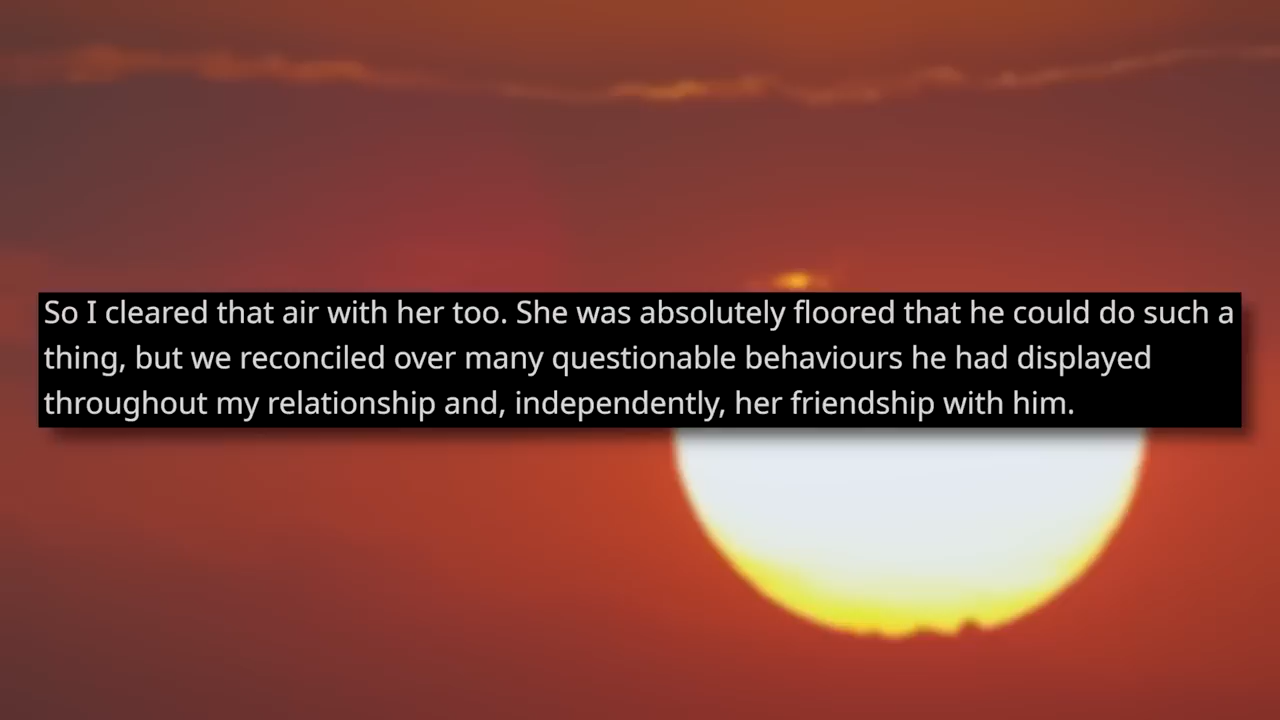 So I cleared that air with her too. She was absolutely floored that he could do such a
thing, but we reconciled over many questionable behaviours he had displayed
throughout my relationship and, independently, her friendship with him.